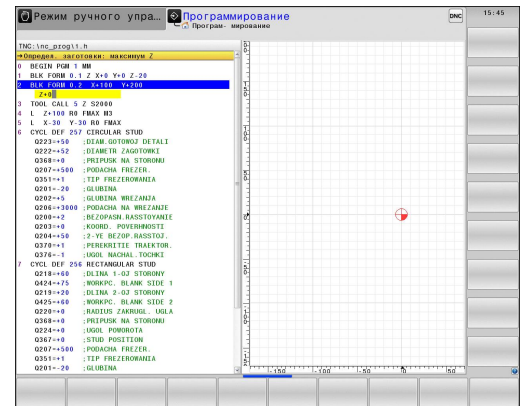 Режим ручного упра…
Программирование
Програм- мирование
DNC
15:45
TNC:\nc_prog\1.h
→Определ. заготовки: максимум Z
0 BEGIN PGM 1 MM
1 BLK FORM 0.1 Z X+0 Y+0 Z-20
2 BLK FORM 0.2 X+100 Y+200
Z+0
3 TOOL CALL 5 Z S2000
4 L Z+100 R0 FMAX M3
5 L X-30 Y-30 R0 FMAX
6 CYCL DEF 257 CIRCULAR STUD
Q223=+50 ;DIAM.GOTOWOJ DETALI
Q222=+52 ;DIAMETR ZAGOTOWKI
Q368=+0 ;PRIPUSK NA STORONU
Q207=+500 ;PODACHA FREZER.
Q351=+1 ;TIP FREZEROWANIA
Q201=-20 ;GLUBINA
Q202=+5 ;GLUBINA WREZANJA
Q206=+3000 ;PODACHA NA WREZANJE
Q200=+2 ;BEZOPASN.RASSTOYANIE
Q203=+0 ;KOORD. POVERHNOSTI
Q204=+50 ;2-YE BEZOP.RASSTOJ.
Q370=+1 ;PEREKRITIE TRAEKTOR.
Q376=-1 ;UGOL NACHAL.TOCHKI
7 CYCL DEF 256 RECTANGULAR STUD
Q218=+60 ;DLINA 1-OJ STORONY
Q424=+75 ;WORKPC. BLANK SIDE 1
Q219=+20 ;DLINA 2-OJ STORONY
Q425=+60 ;WORKPC. BLANK SIDE 2
Q220=+0 ;RADIUS ZAKRUGL. UGLA
Q368=+0 ;PRIPUSK NA STORONU
Q224=+0 ;UGOL POWOROTA
Q367=+0 ;STUD POSITION
Q207=+500 ;PODACHA FREZER.
Q351=+1 ;TIP FREZEROWANIA
Q201=-20 ;GLUBINA
-150 -100 -50 0 50